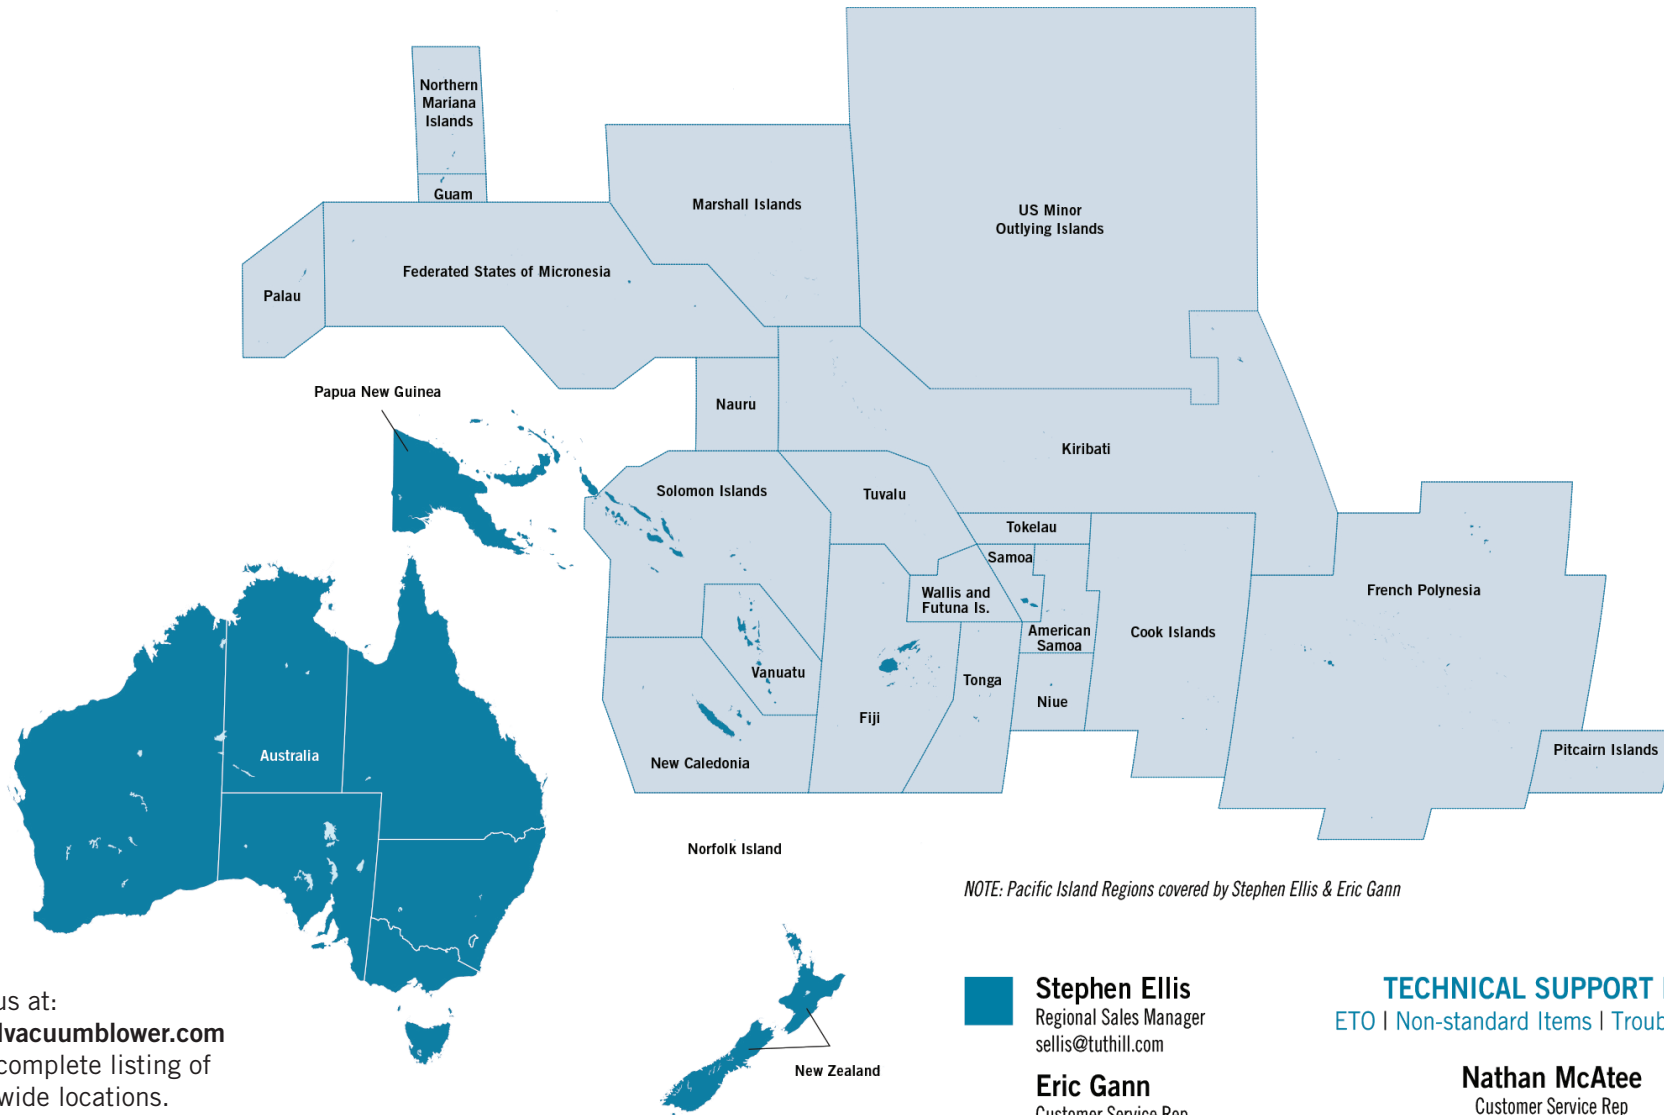 Northern
Mariana
Islands
Guam
Marshall Islands
US Minor
Outlying Islands
Federated States of Micronesia
Palau
Papua New Guinea
Nauru
Kiribati
Solomon Islands
Tuvalu
Tokelau
Samoa
Wallis and
Futuna Is.
French Polynesia
American
Samoa
Cook Islands
Vanuatu
Tonga
Niue
Fiji
Australia
New Caledonia
Pitcairn Islands
Norfolk Island
NOTE: Pacific Island Regions covered by Stephen Ellis & Eric Gann
New Zealand
us at:
lvacuumblower.com
complete listing of
wide locations.
Stephen Ellis
Regional Sales Manager
sellis@tuthill.com
Eric Gann
Customer Service Rep
TECHNICAL SUPPORT
ETO | Non-standard Items | Troub
Nathan McAtee
Customer Service Rep